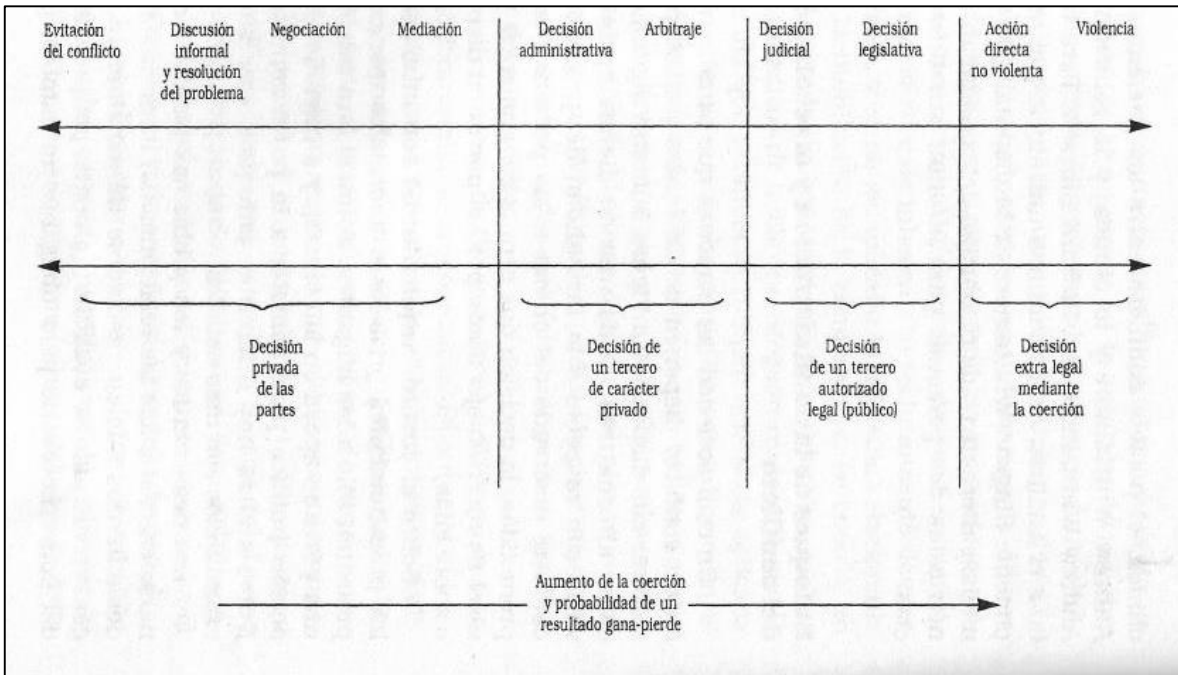 Evitación
del conflicto
Discusión
informal
y resolución
del problema
Negociación
Mediación
Decisión
administrativa
Arbitraje
Decisión
judicial
Decisión
legislativa
Acción
directa
no violenta
Violencia
Decisión
privada
de las
partes
Decisión de
un tercero
de carácter
privado
Decisión
de un tercero
autorizado
legal (público)
Decisión
extra legal
mediante
la coerción
Aumento de la coerción
y probabilidad de un
resultado gana-pierde